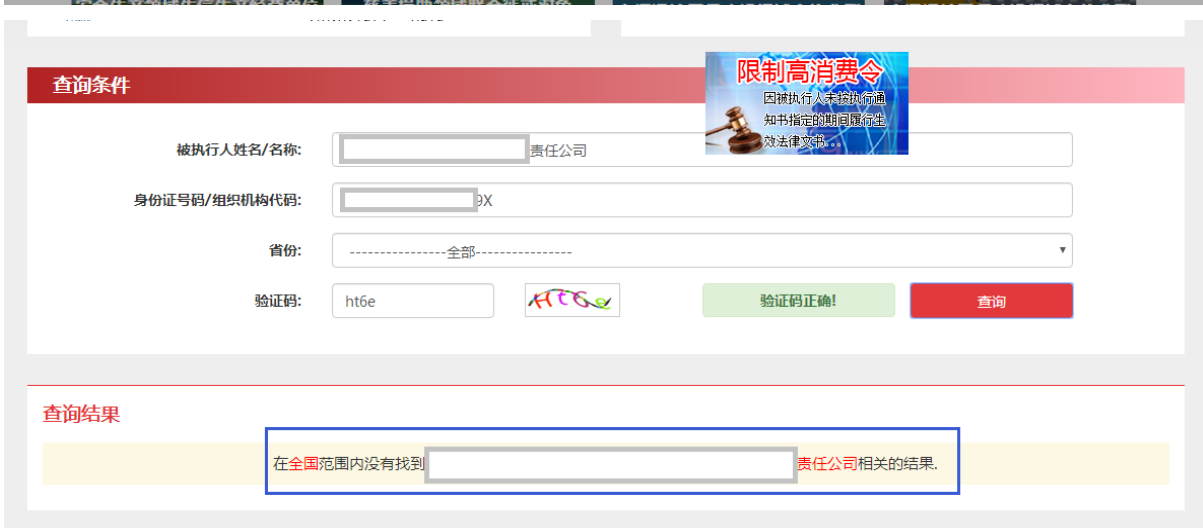 查询条件
限制高消费令
因被执行人未按执行通
知书指定的期间履行生
效法律文书...
被执行人姓名/名称:
责任公司
身份证号码/组织机构代码:
9X
省份:
----------------全部----------------
验证码:
ht6e
Ht6e
验证码正确!
查询
查询结果
在全国范围内没有找到
责任公司相关的结果.